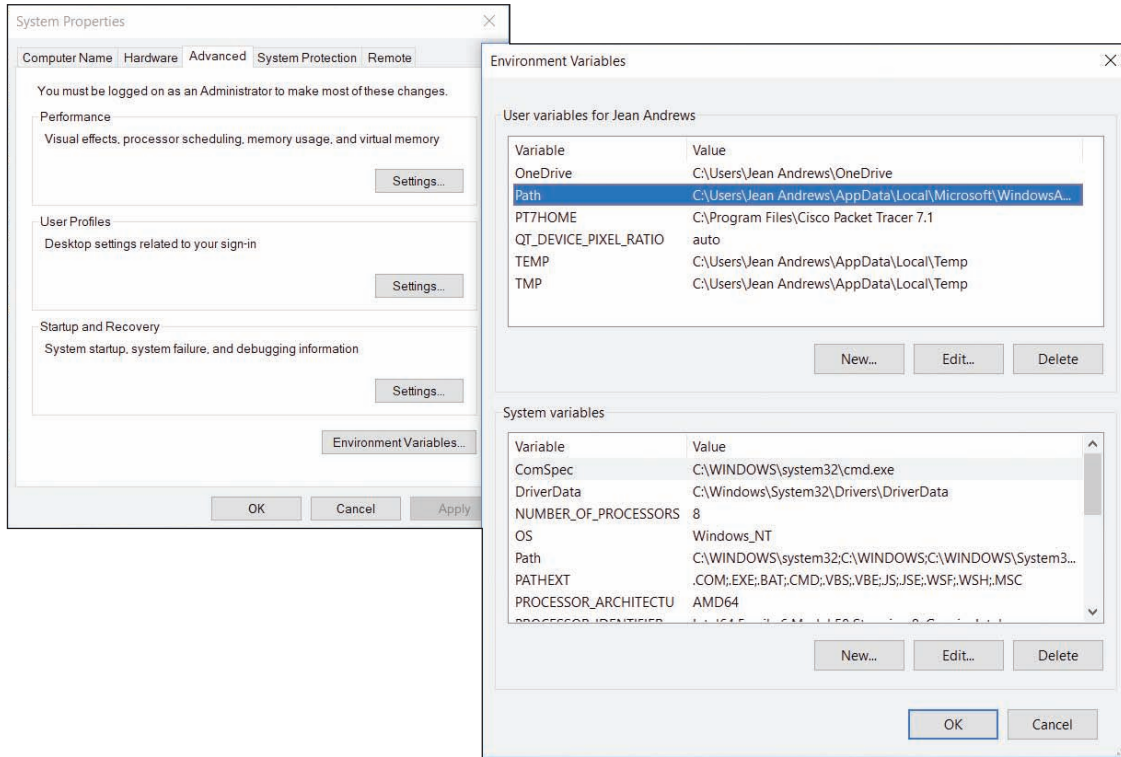 System Properties
Computer Name Hardware Advanced System Protection Remote
You must be logged on as an Administrator to make most of these changes.
Performance
Visual effects, processor scheduling, memory usage, and virtual memory
Settings...
User Profiles
Desktop settings related to your sign-in
Settings...
Startup and Recovery
System startup, system failure, and debugging information
Settings...
Environment Variables...
OK Cancel Apply
Environment Variables
User variables for Jean Andrews
Variable Value
OneDrive C:\Users\Jean Andrews\OneDrive
Path C:\Users\Jean Andrews\AppData\Local\Microsoft\WindowsA...
PT7HOME C:\Program Files\Cisco Packet Tracer 7.1
QT_DEVICE_PIXEL_RATIO auto
TEMP C:\Users\Jean Andrews\AppData\Local\Temp
TMP C:\Users\Jean Andrews\AppData\Local\Temp
New... Edit... Delete
System variables
Variable Value
ComSpec C:\WINDOWS\system32\cmd.exe
DriverData C:\Windows\System32\Drivers\DriverData
NUMBER_OF_PROCESSORS 8
OS Windows_NT
Path C:\WINDOWS\system32;C:\WINDOWS;C:\WINDOWS\System3...
PATHEXT .COM;.EXE;.BAT;.CMD;.VBS;.VBE;.JS;.JSE;.WSF;.WSH;.MSC
PROCESSOR_ARCHITECTU AMD64
New... Edit... Delete
OK Cancel